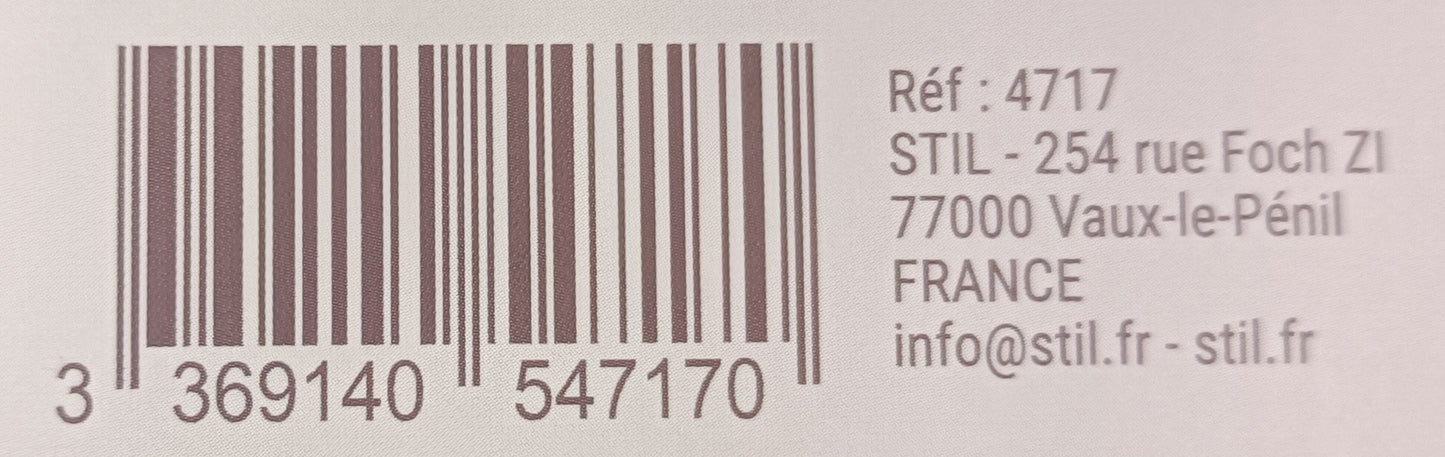 3 369140 547170
Réf : 4717
STIL - 254 rue Foch ZI
77000 Vaux-le-Pénil
FRANCE
info@stil.fr - stil.fr